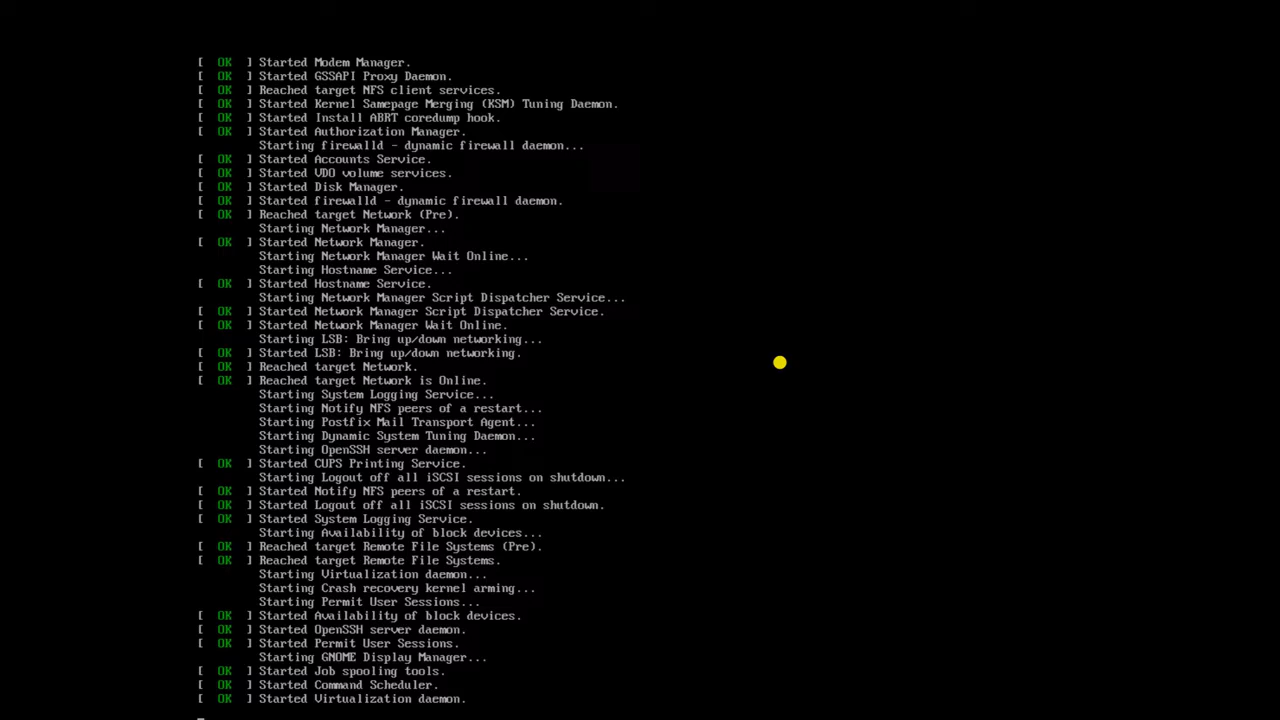 [  OK  ] Started Modem Manager.
[  OK  ] Started GSSAPI Proxy Daemon.
[  OK  ] Reached target NFS client services.
[  OK  ] Started Kernel Samepage Merging (KSM) Tuning Daemon.
[  OK  ] Started Install ABRT coredump hook.
[  OK  ] Started Authorization Manager.
Starting firewalld - dynamic firewall daemon...
[  OK  ] Started Accounts Service.
[  OK  ] Started VDO volume services.
[  OK  ] Started Disk Manager.
[  OK  ] Started firewalld - dynamic firewall daemon.
[  OK  ] Reached target Network (Pre).
Starting Network Manager...
[  OK  ] Started Network Manager.
Starting Network Manager Wait Online...
Starting Hostname Service...
[  OK  ] Started Hostname Service.
Starting Network Manager Script Dispatcher Service...
[  OK  ] Started Network Manager Script Dispatcher Service.
[  OK  ] Started Network Manager Wait Online.
Starting LSB: Bring up/down networking...
[  OK  ] Started LSB: Bring up/down networking.
[  OK  ] Reached target Network.
[  OK  ] Reached target Network is Online.
Starting System Logging Service...
Starting Notify NFS peers of a restart...
Starting Postfix Mail Transport Agent...
Starting Dynamic System Tuning Daemon...
Starting OpenSSH server daemon...
[  OK  ] Started CUPS Printing Service.
Starting Logout off all iSCSI sessions on shutdown...
[  OK  ] Started Notify NFS peers of a restart.
[  OK  ] Started Logout off all iSCSI sessions on shutdown.
[  OK  ] Started System Logging Service.
Starting Availability of block devices...
[  OK  ] Reached target Remote File Systems (Pre).
[  OK  ] Reached target Remote File Systems.
Starting Virtualization daemon...
Starting Crash recovery kernel arming...
Starting Permit User Sessions...
[  OK  ] Started Availability of block devices.
[  OK  ] Started OpenSSH server daemon.
[  OK  ] Started Permit User Sessions.
Starting GNOME Display Manager...
[  OK  ] Started Job spooling tools.
[  OK  ] Started Command Scheduler.
[  OK  ] Started Virtualization daemon.